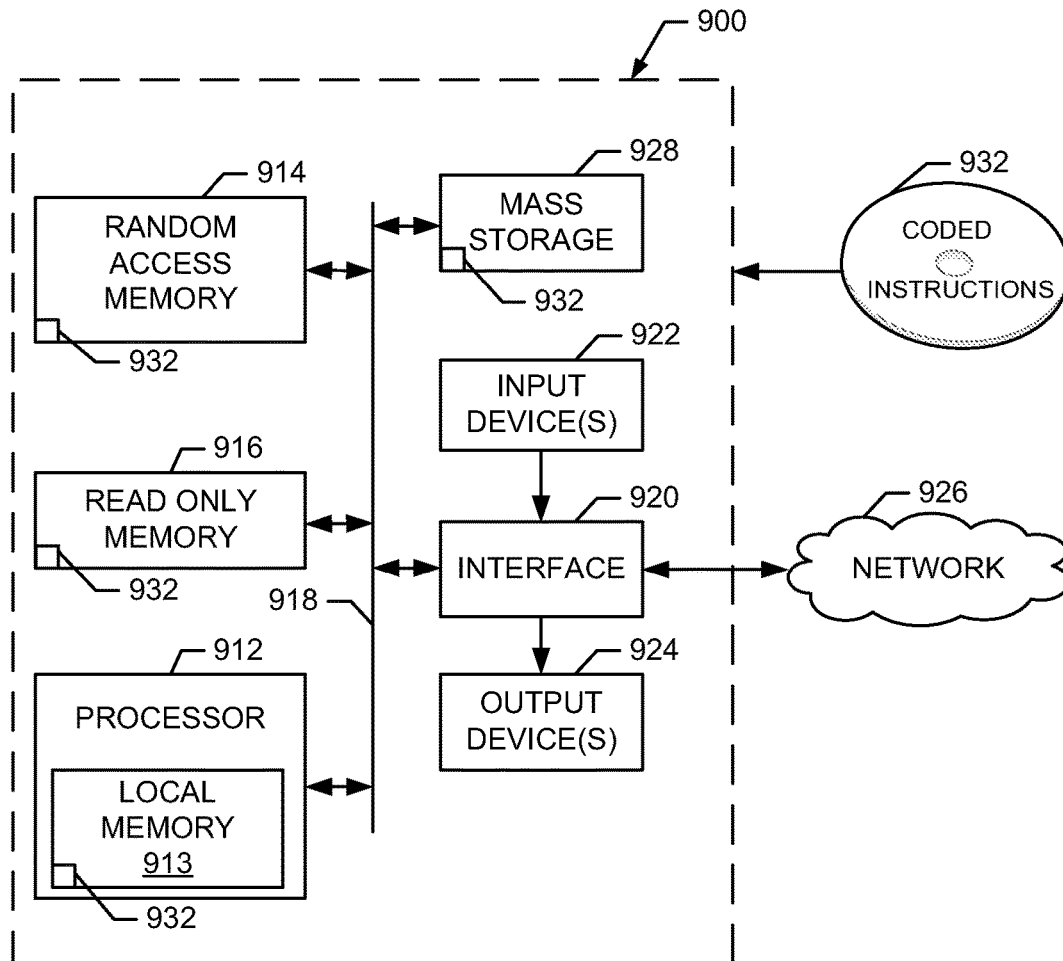 900
914
RANDOM
ACCESS
MEMORY
932
928
MASS
STORAGE
932
932
CODED
INSTRUCTIONS
922
INPUT
DEVICE(S)
916
READ ONLY
MEMORY
932
918
920
INTERFACE
926
NETWORK
912
PROCESSOR
LOCAL
MEMORY
913
932
924
OUTPUT
DEVICE(S)